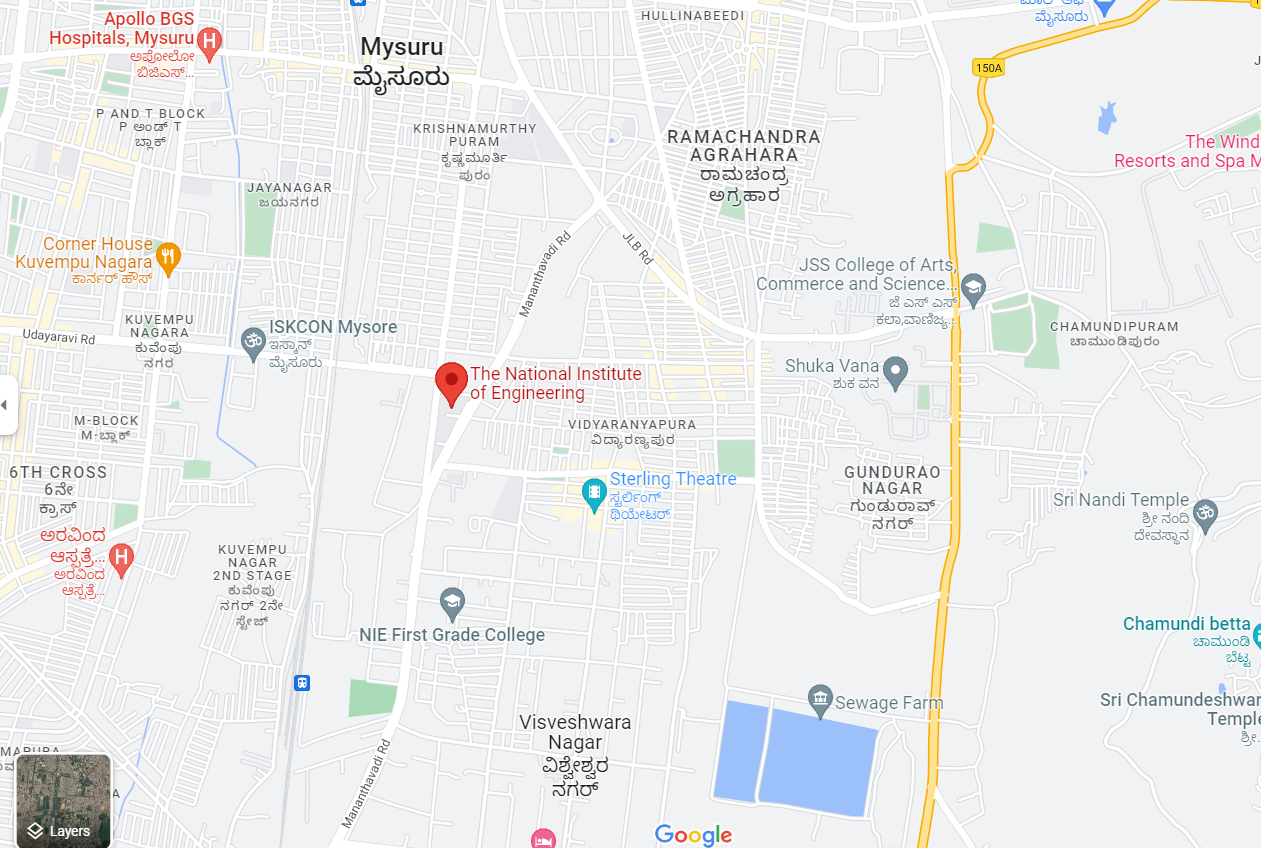 Apollo BGS
Hospitals, Mysuru
ಅಪೋಲೋ
ಬಿಜಿಎಸ್...
Mysuru
ಮೈಸೂರು
HULLINABEEDI
ಮೈಸೂರು
150A
P AND T BLOCK
P ಅಂಡ್ T
ಬ್ಲಾಕ್
KRISHNAMURTHY
PURAM
ಕೃಷ್ಣಮೂರ್ತಿ
ಪುರಂ
RAMACHANDRA
AGRAHARA
ರಾಮಚಂದ್ರ
ಅಗ್ರಹಾರ
The Wind
Resorts and Spa M
JAYANAGAR
ಜಯನಗರ
Corner House
Kuvempu Nagara
ಕಾರ್ನರ್ ಹೌಸ್
Mananthavadi Rd
JLB Rd
JSS College of Arts,
Commerce and Science...
ಜೆ ಎಸ್ ಎಸ್
ಕಲಾ,ವಾಣಿಜ್ಯ...
KUVEMPU
NAGARA
ಕುವೆಂಪು
ನಗರ
Udayaravi Rd
ISKCON Mysore
ಇಸ್ಕಾನ್
ಮೈಸೂರು
CHAMUNDIPURAM
ಚಾಮುಂಡಿಪುರಂ
The National Institute
of Engineering
Shuka Vana
ಶುಕ ವನ
M-BLOCK
M-ಬ್ಲಾಕ್
VIDYARANYAPURA
ವಿದ್ಯಾರಣ್ಯಪುರ
6TH CROSS
6ನೇ
ಕ್ರಾಸ್
Sterling Theatre
ಸ್ಟರ್ಲಿಂಗ್
ಥಿಯೇಟರ್
GUNDURAO
NAGAR
ಗುಂಡುರಾವ್
ನಗರ್
Sri Nandi Temple
ಶ್ರೀ ನಂದಿ
ದೇವಸ್ಥಾನ
ಅರವಿಂದ
ಆಸ್ಪತ್ರೆ...
ಅರವಿಂದ
ಆಸ್ಪತ್ರೆ...
KUVEMPU
NAGAR
2ND STAGE
ಕುವೆಂಪು
ನಗರ್ 2ನೇ
ಸ್ಟೇಜ್
NIE First Grade College
Chamundi betta
ಚಾಮುಂಡಿ
ಬೆಟ್ಟ
Sewage Farm
Sri Chamundeshwar
Temple
ಶ್ರೀ...
Visveshwara
Nagar
ವಿಶ್ವೇಶ್ವರ
ನಗರ್
Mananthavadi Rd
Layers
Google